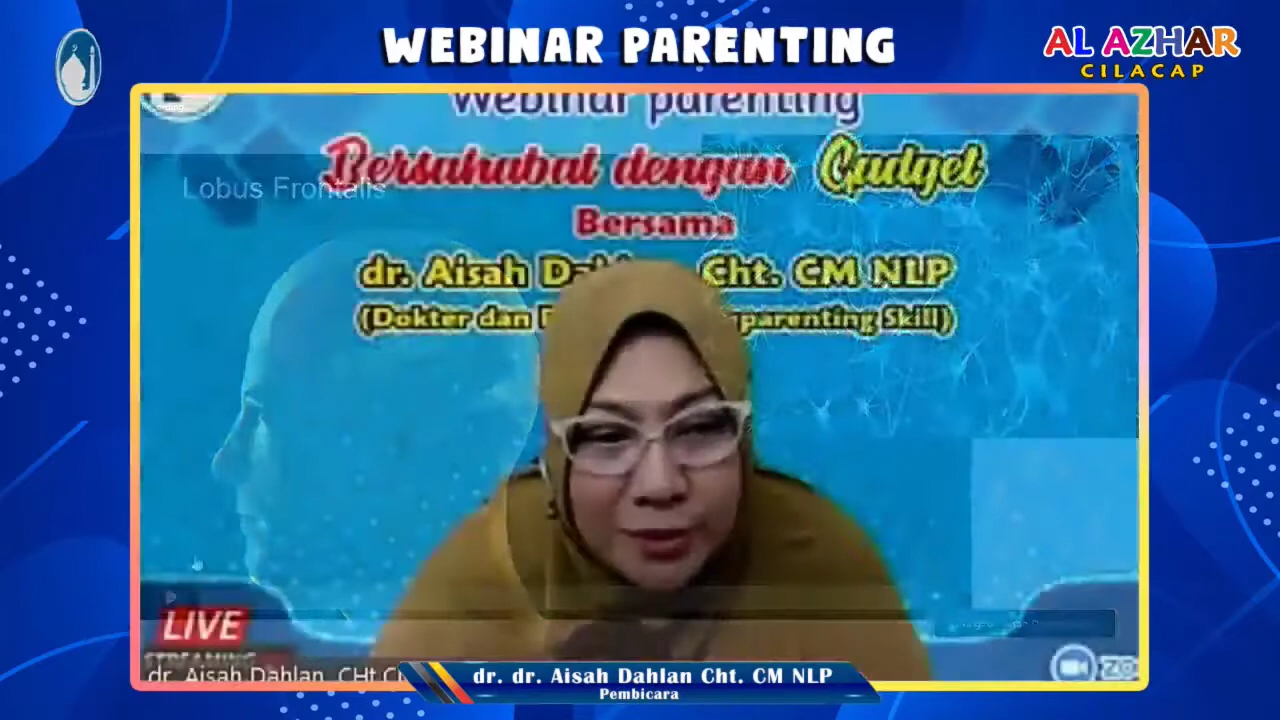 WEBINAR PARENTING
AL AZHAR
CILACAP
Webinar parenting
Bersahabat dengan Gadget
Lobus Frontalis
Bersama
dr. Aisah Cht. CM NLP
(Dokter dan parenting Skill)
LIVE
STREAMING
dr. Aisah Dahlan, CHt
dr. dr. Aisah Dahlan Cht. CM NLP
Pembicara